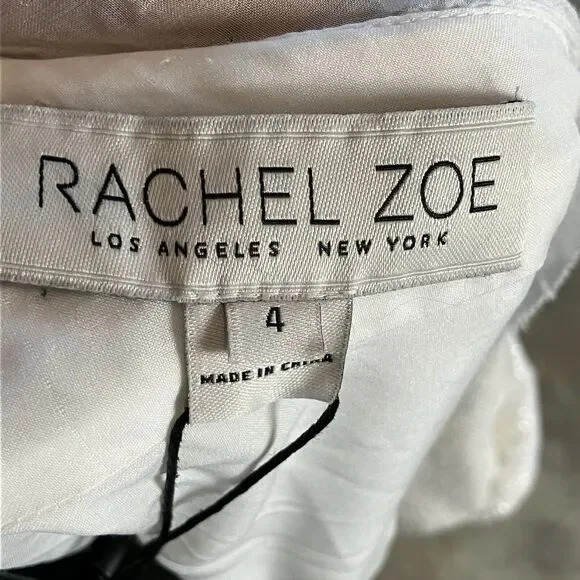 RACHEL ZOE
LOS ANGELES NEW YORK
4
MADE IN CHINA